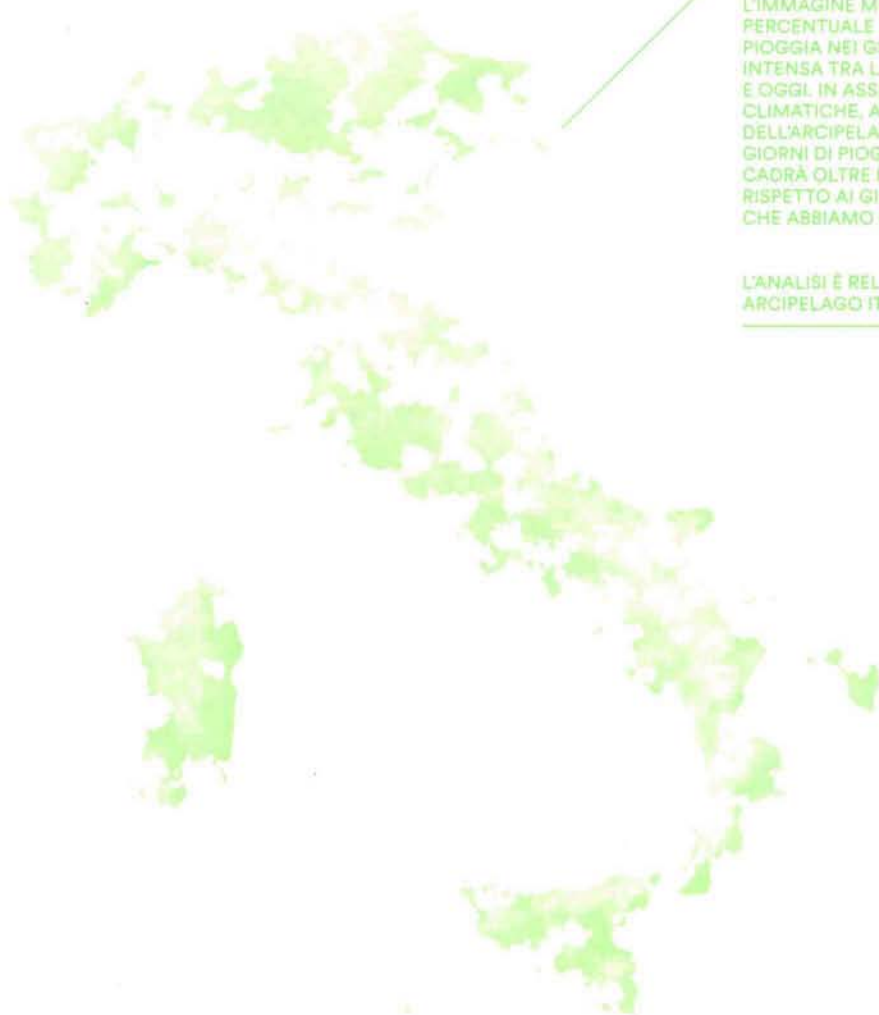 L'IMMAGINE M
PERCENTUALE
PIOGGIA NEI G
INTENSA TRA L
E OGGI. IN ASS
CLIMATICHE, A
DELL'ARCIPELA
GIORNI DI PIOG
CADRÀ OLTRE
RISPETTO AI GI
CHE ABBIAMO
L'ANALISI È REL
ARCIPELAGO IT